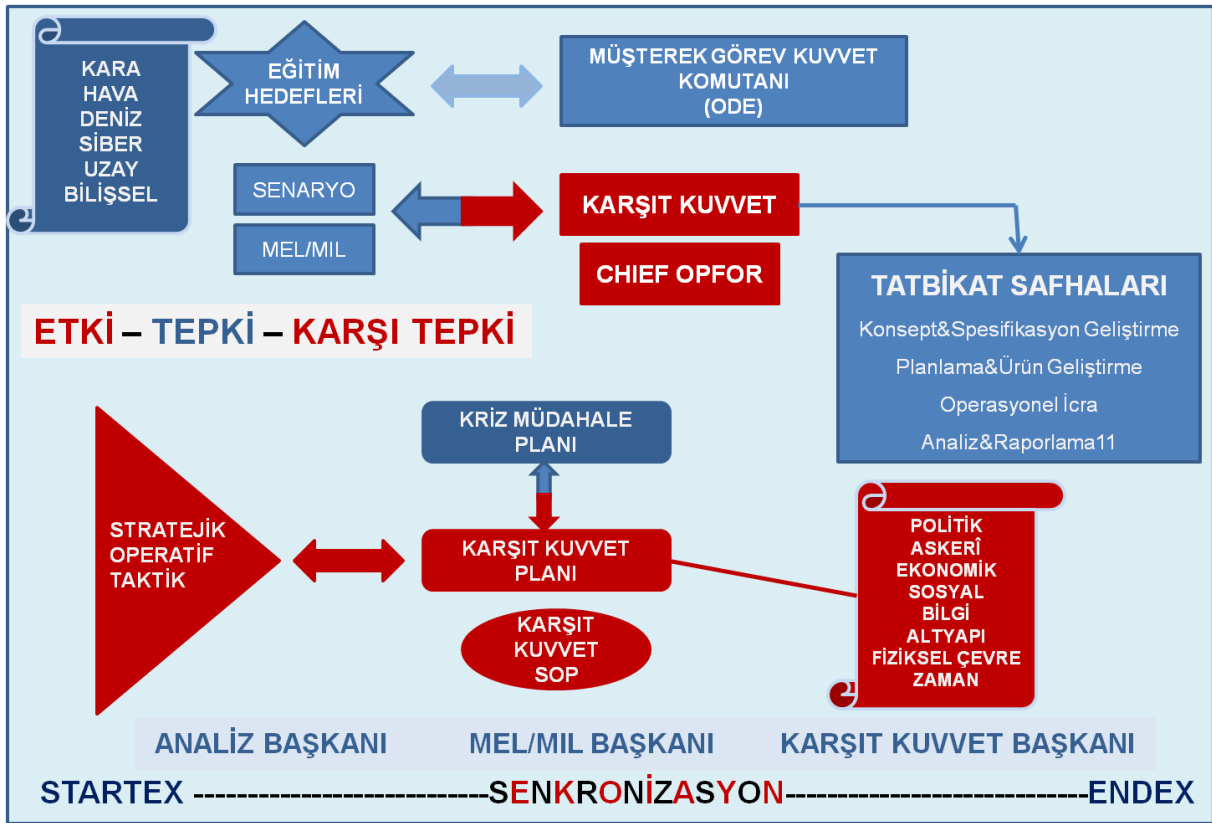 KARA
HAVA
DENİZ
SİBER
UZAY
BİLİŞSEL
EĞİTİM
HEDEFLERİ
MÜŞTEREK GÖREV KUVVET
KOMUTANI
(ODE)
SENARYO
MEL/MIL
KARŞIT KUVVET
CHIEF OPFOR
TATBİKAT SAFHALARI
Konsept&Spesifikasyon Geliştirme
Planlama&Ürün Geliştirme
Operasyonel İcra
Analiz&Raporlama11
ETKİ – TEPKİ – KARŞI TEPKİ
STRATEJİK
OPERATİF
TAKTİK
KRİZ MÜDAHALE
PLANI
KARŞIT KUVVET
PLANI
KARŞIT
KUVVET
SOP
POLİTİK
ASKERÎ
EKONOMİK
SOSYAL
BİLGİ
ALTYAPI
FİZİKSEL ÇEVRE
ZAMAN
ANALİZ BAŞKANI MEL/MIL BAŞKANI KARŞIT KUVVET BAŞKANI
STARTEX -----------------------------SENKRONİZASYON------------------------------ENDEX